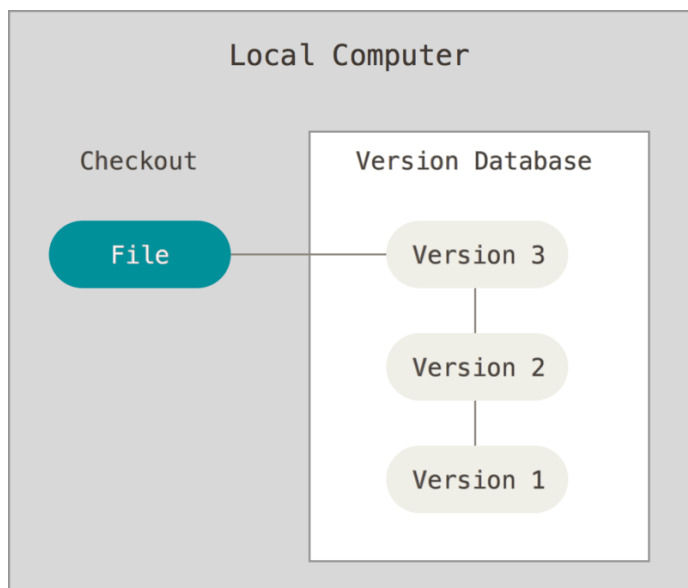 Local Computer
Checkout
Version Database
File
Version 3
Version 2
Version 1